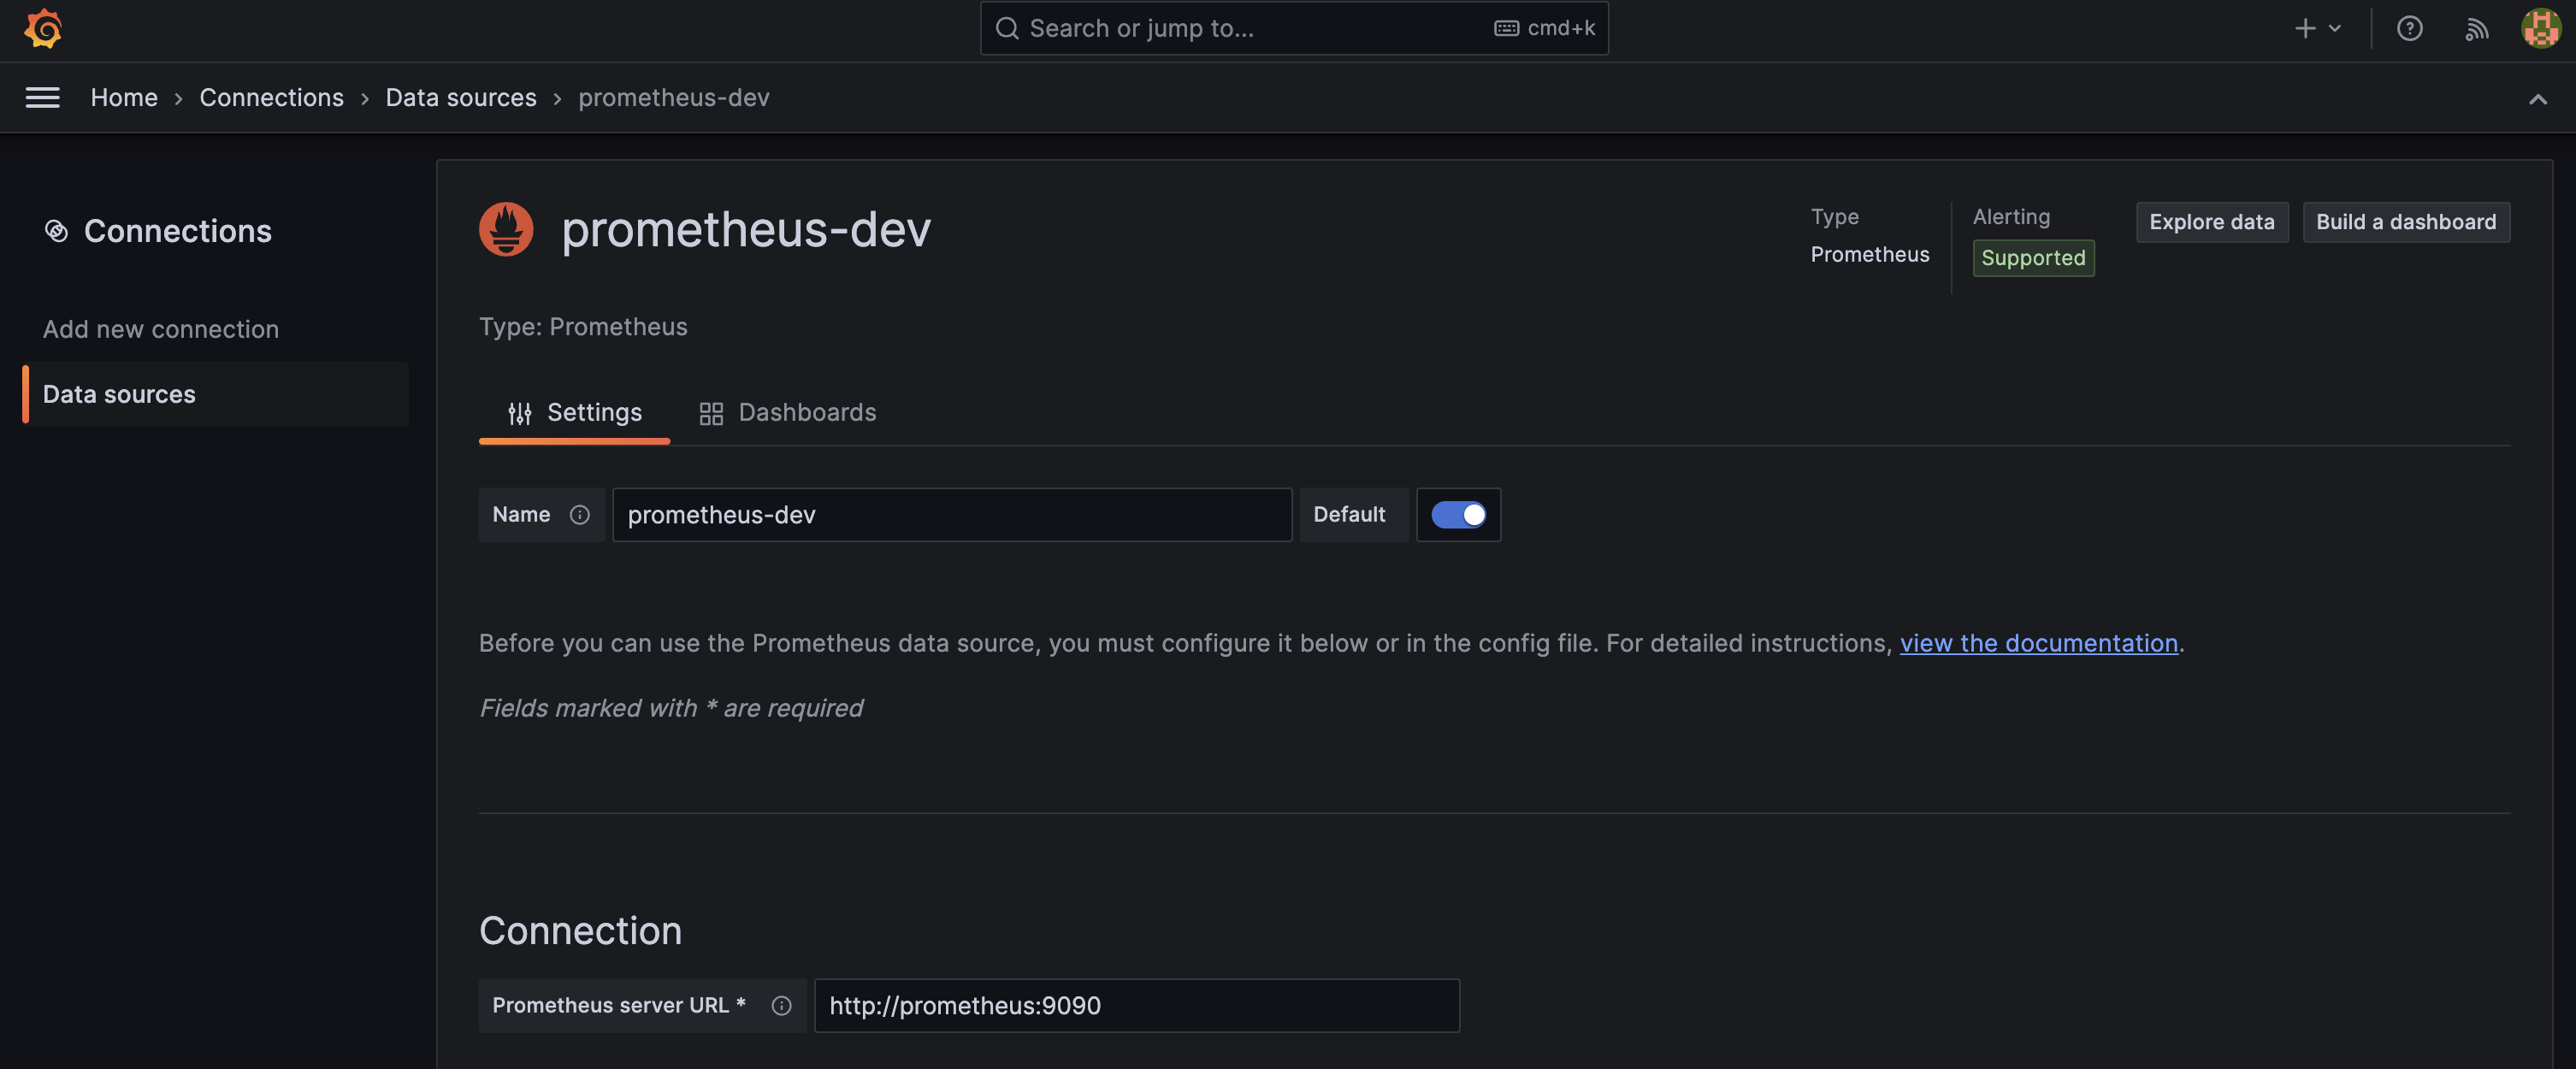 Search or jump to...
cmd+k
Home
Connections
Data sources
prometheus-dev
Connections
Add new connection
Data sources
prometheus-dev
Type
Prometheus
Alerting
Supported
Explore data
Build a dashboard
Type: Prometheus
Settings
Dashboards
Name
prometheus-dev
Default
Before you can use the Prometheus data source, you must configure it below or in the config file. For detailed instructions, view the documentation.
Fields marked with * are required
Connection
Prometheus server URL *
http://prometheus:9090